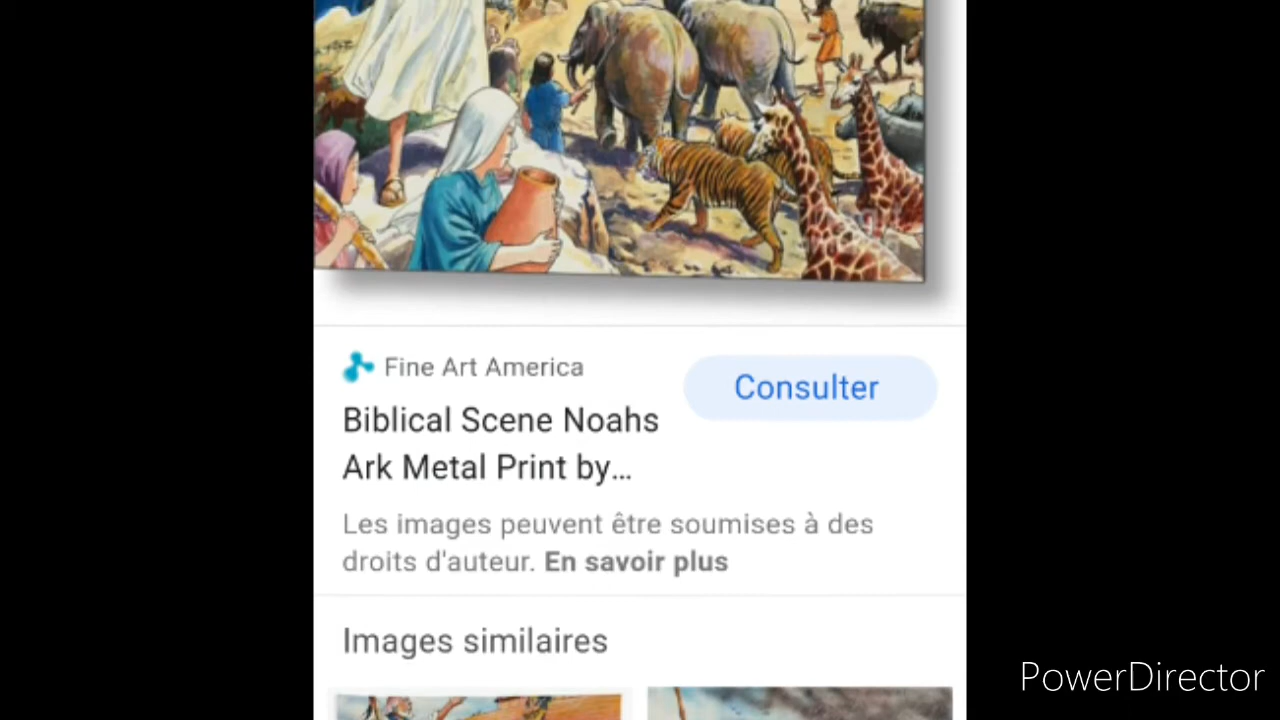 Fine Art America
Consulter
Biblical Scene Noahs
Ark Metal Print by...
Les images peuvent être soumises à des
droits d'auteur. En savoir plus
Images similaires
PowerDirector